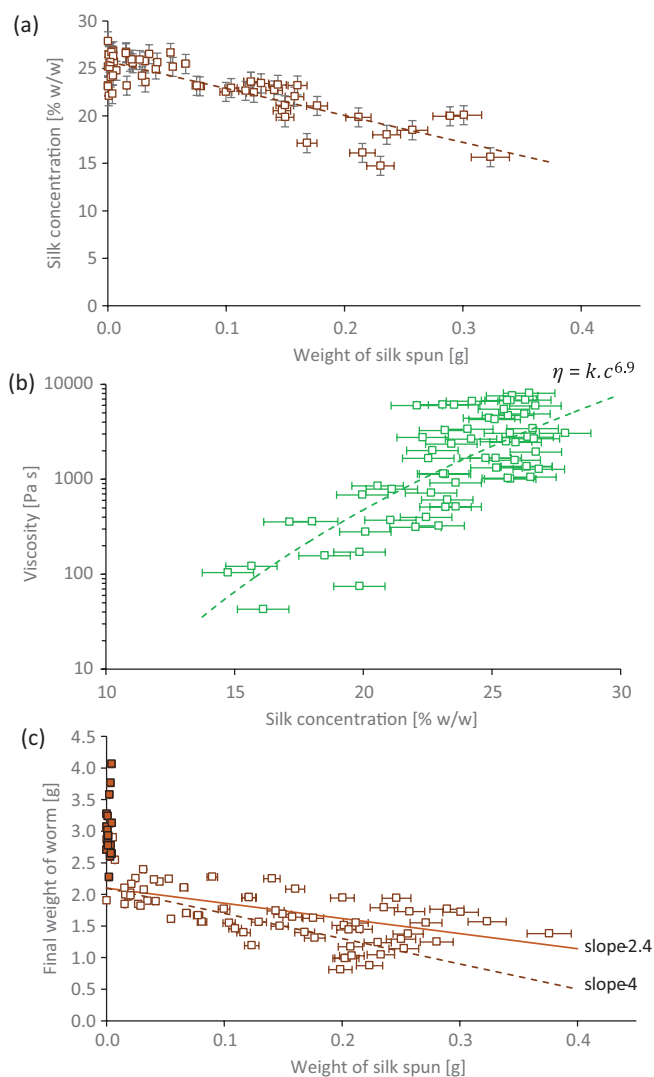 (a)
30
25
20
15
10
5
0
Silk concentration [% w/w]
0.0 0.1 0.2 0.3 0.4
Weight of silk spun [g]
(b)
η = k.c^6.9
10000
1000
100
10
Viscosity [Pa s]
10 15 20 25 30
Silk concentration [% w/w]
(c)
4.5
4.0
3.5
3.0
2.5
2.0
1.5
1.0
0.5
0.0
Final weight of worm [g]
slope-2.4
slope-4
0.0 0.1 0.2 0.3 0.4
Weight of silk spun [g]